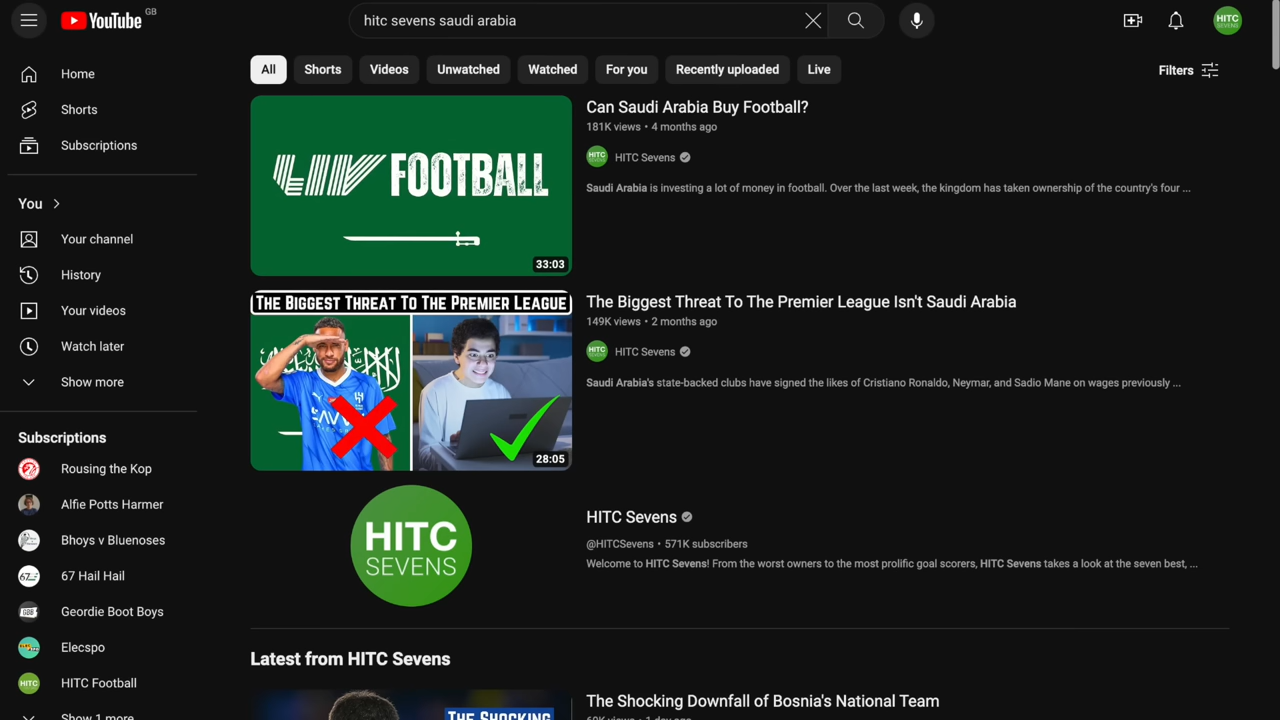 YouTube GB
hitc sevens saudi arabia
HITC
SEVENS
All
Shorts
Videos
Unwatched
Watched
For you
Recently uploaded
Live
Filters
Home
Shorts
Subscriptions
You
Your channel
History
Your videos
Watch later
Show more
Subscriptions
Rousing the Kop
Alfie Potts Harmer
Bhoys v Bluenoses
67 Hail Hail
Geordie Boot Boys
Elecspo
HITC Football
Show 1 more
LIV FOOTBALL
33:03
Can Saudi Arabia Buy Football?
181K views • 4 months ago
HITC Sevens
Saudi Arabia is investing a lot of money in football. Over the last week, the kingdom has taken ownership of the country's four ...
The Biggest Threat To The Premier League
28:05
The Biggest Threat To The Premier League Isn't Saudi Arabia
149K views • 2 months ago
HITC Sevens
Saudi Arabia's state-backed clubs have signed the likes of Cristiano Ronaldo, Neymar, and Sadio Mane on wages previously ...
HITC
SEVENS
HITC Sevens
@HITCSevens • 571K subscribers
Welcome to HITC Sevens! From the worst owners to the most prolific goal scorers, HITC Sevens takes a look at the seven best, ...
Latest from HITC Sevens
The Shocking
The Shocking Downfall of Bosnia's National Team